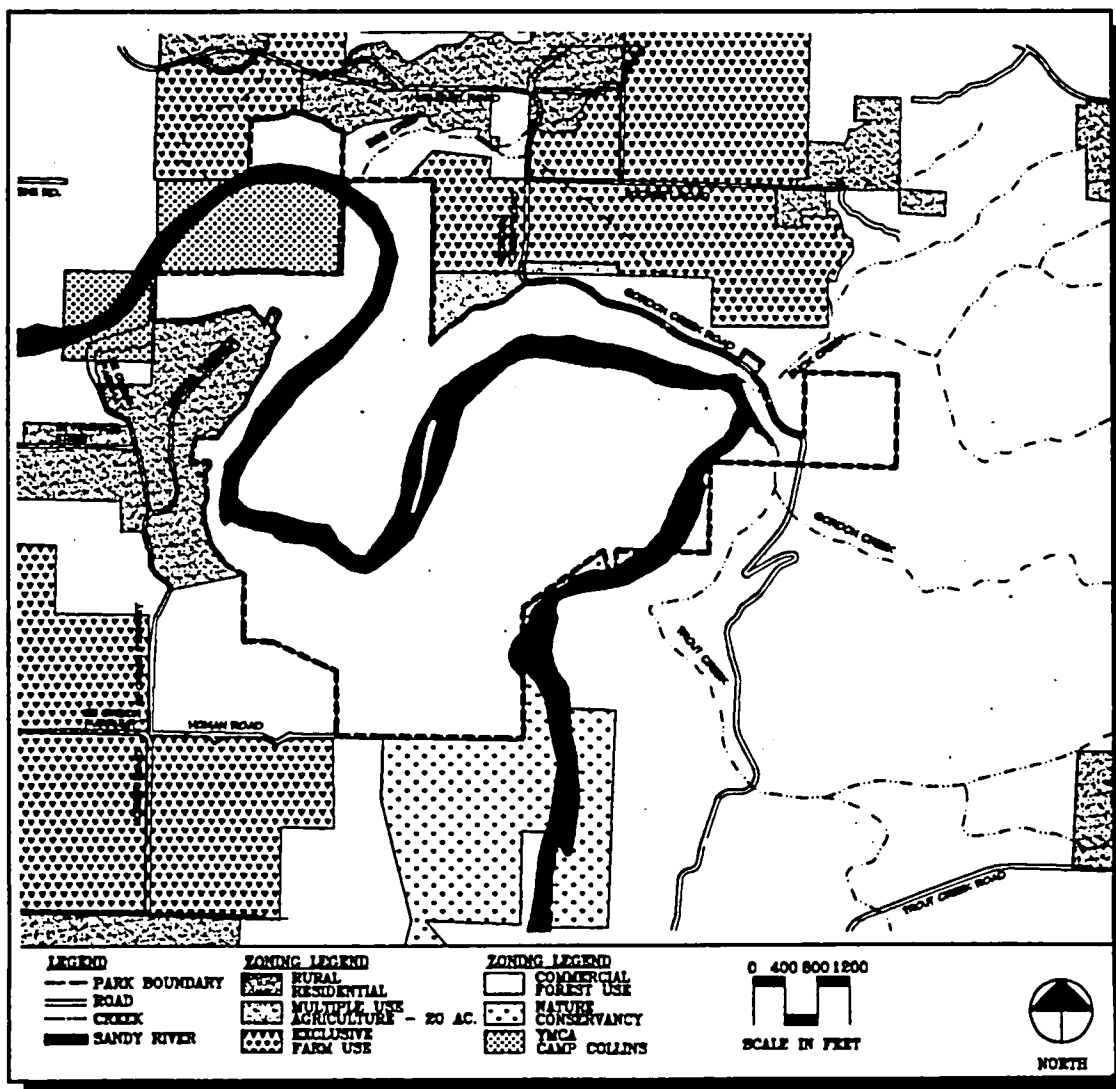 GORDON CREEK ROAD
BUCK CREEK
GORDON CREEK
TROUT CREEK
HOMAN ROAD
TROUT CREEK ROAD
LEGEND
PARK BOUNDARY
ROAD
CREEK
SANDY RIVER
ZONING LEGEND
RURAL
RESIDENTIAL
MULTIPLE USE
AGRICULTURE - 20 AC.
EXCLUSIVE
FARM USE
ZONING LEGEND
COMMERCIAL
FOREST USE
NATURE
CONSERVANCY
YMCA
CAMP COLLINS
0 400 800 1200
SCALE IN FEET
NORTH